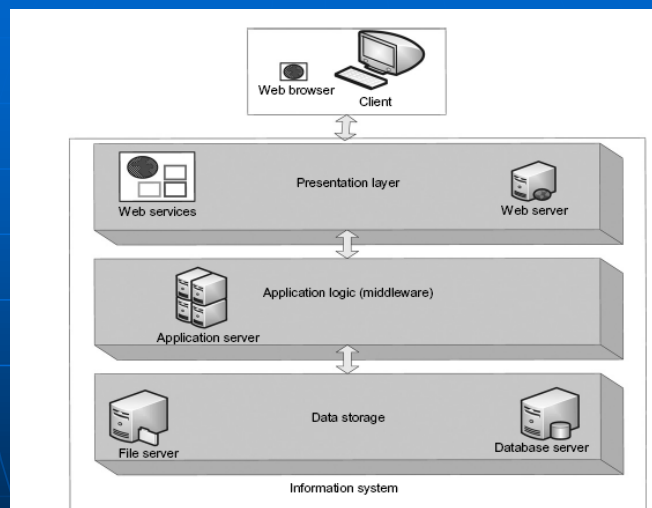 Web browser
Client
Presentation layer
Web services
Web server
Application logic (middleware)
Application server
Data storage
File server
Database server
Information system